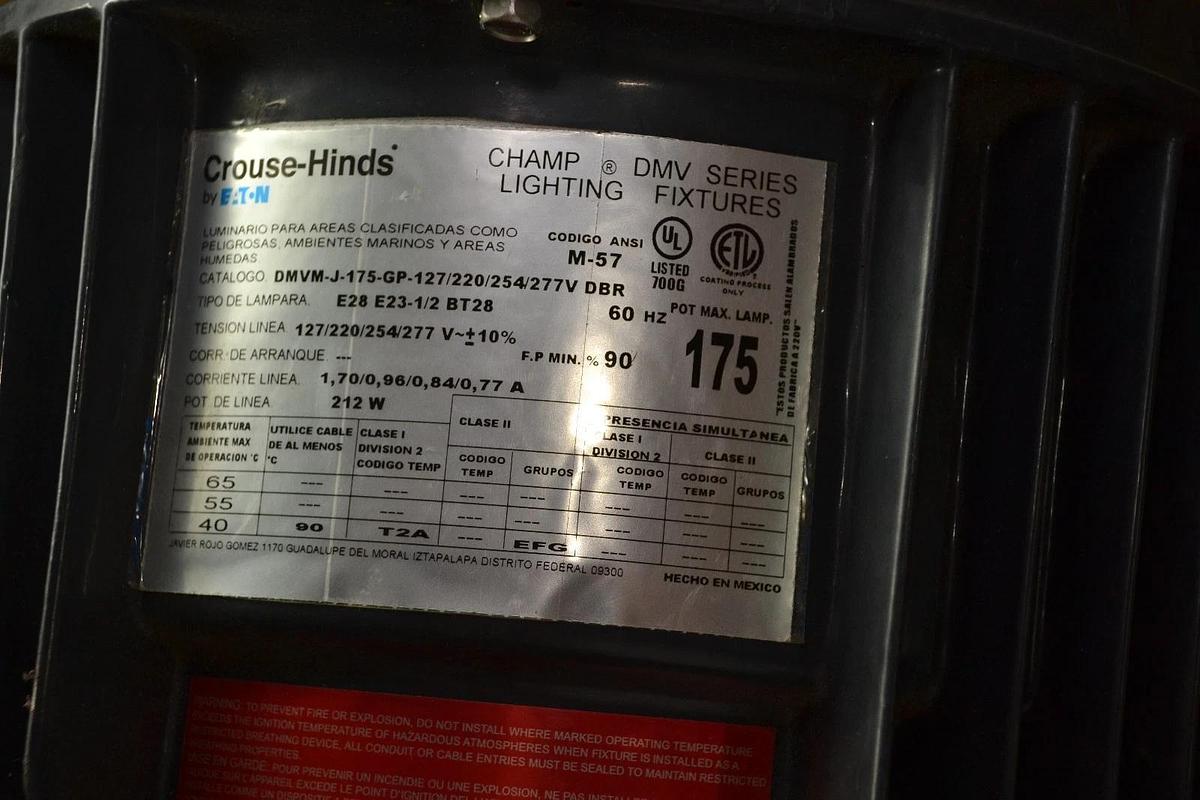 Crouse-Hinds
by EATON
CHAMP ® DMV SERIES
LIGHTING FIXTURES
LUMINARIO PARA AREAS CLASIFICADAS COMO
PELIGROSAS, AMBIENTES MARINOS Y AREAS
HUMEDAS
CODIGO ANSI
M-57
UL
LISTED
700G
ETL
VERIFIED
COATING PROCESS
ONLY
CATALOGO. DMVM-J-175-GP-127/220/254/277V DBR
TIPO DE LAMPARA. E28 E23-1/2 BT28
60 HZ
POT MAX. LAMP.
175
TENSION LINEA 127/220/254/277 V~±10%
CORR. DE ARRANQUE. ---
F.P MIN. % 90
CORRIENTE LINEA. 1,70/0,96/0,84/0,77 A
POT DE LINEA 212 W
"ESTOS PRODUCTOS SALEN ALAMBRADOS
DE FABRICA A 220V"
TEMPERATURA
AMBIENTE MAX
DE OPERACION °C
UTILICE CABLE
DE AL MENOS
°C
CLASE I
DIVISION 2
CODIGO TEMP
CLASE II
CODIGO
TEMP
GRUPOS
PRESENCIA SIMULTANEA
CLASE I
DIVISION 2
CODIGO
TEMP
CLASE II
CODIGO
TEMP
GRUPOS
65 --- --- --- --- --- --- ---
55 --- --- --- --- --- --- ---
40 90 T2A --- EFG --- --- ---
JAVIER ROJO GOMEZ 1170 GUADALUPE DEL MORAL IZTAPALAPA DISTRITO FEDERAL 09300
HECHO EN MEXICO
WARNING: TO PREVENT FIRE OR EXPLOSION, DO NOT INSTALL WHERE MARKED OPERATING TEMPERATURE
EXCEEDS THE IGNITION TEMPERATURE OF HAZARDOUS ATMOSPHERES WHEN FIXTURE IS INSTALLED AS A
RESTRICTED BREATHING DEVICE, ALL CONDUIT OR CABLE ENTRIES MUST BE SEALED TO MAINTAIN RESTRICTED
BREATHING PROPERTIES.
MISE EN GARDE: POUR PREVENIR UN INCENDIE OU UNE EXPLOSION, NE PAS
QUE SUR L'APPAREIL EXCEDE LE POINT D'IGNITION
COMME UN